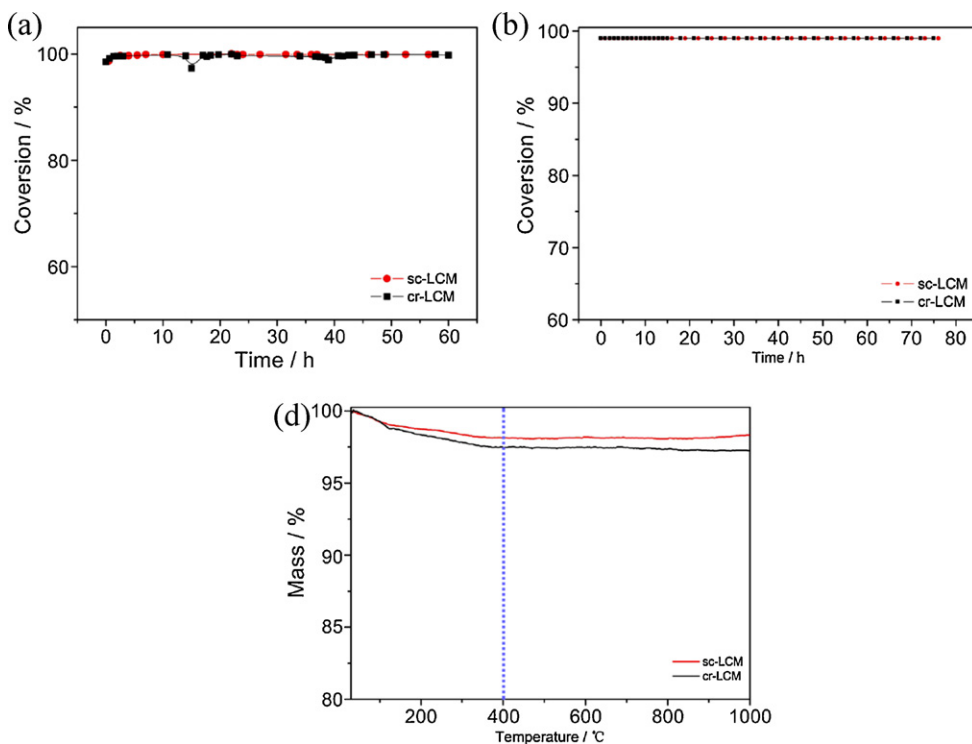 (a)
Coversion / %
100
80
60
sc-LCM
cr-LCM
0 10 20 30 40 50 60
Time / h
(b)
Coversion / %
100
90
80
70
60
sc-LCM
cr-LCM
0 10 20 30 40 50 60 70 80
Time / h
(d)
Mass / %
100
95
90
85
80
sc-LCM
cr-LCM
200 400 600 800 1000
Temperature / ℃